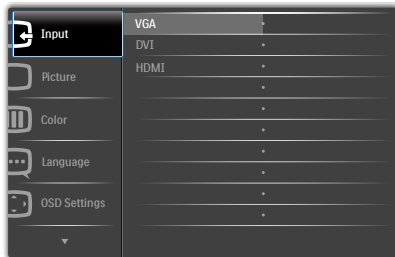 Input
VGA
DVI
HDMI
Picture
Color
Language
OSD Settings